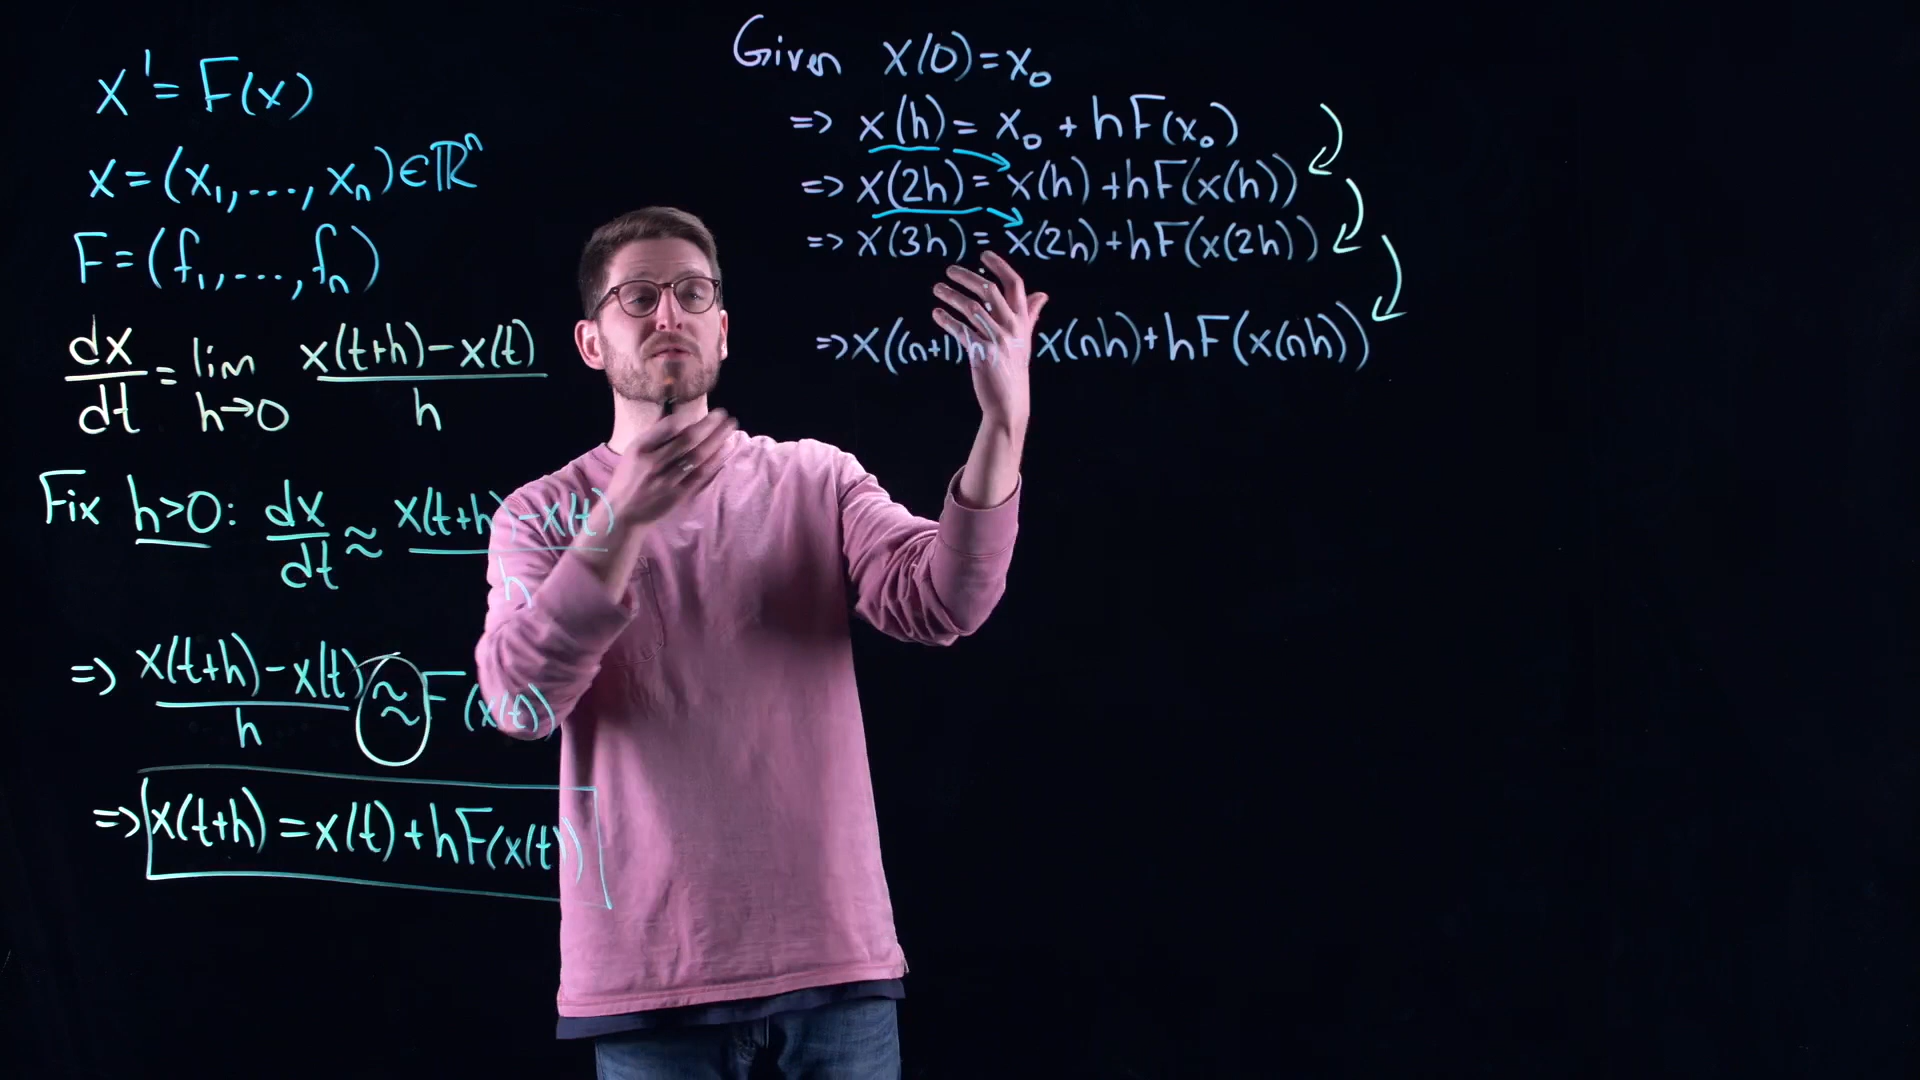 x' = F(x)
x = (x₁, ..., xₙ) ∈ ℝⁿ
F = (f₁, ..., fₙ)
dx/dt = lim h→0 (x(t+h) − x(t))/h
Fix h>0: dx/dt ≈ (x(t+h) − x(t))/h
=> (x(t+h) − x(t))/h ≈ F(x(t))
=> x(t+h) = x(t) + hF(x(t))
Given x(0) = x₀
=> x(h) = x₀ + hF(x₀)
=> x(2h) = x(h) + hF(x(h))
=> x(3h) = x(2h) + hF(x(2h))
⋮
=> x((n+1)h) = x(nh) + hF(x(nh))